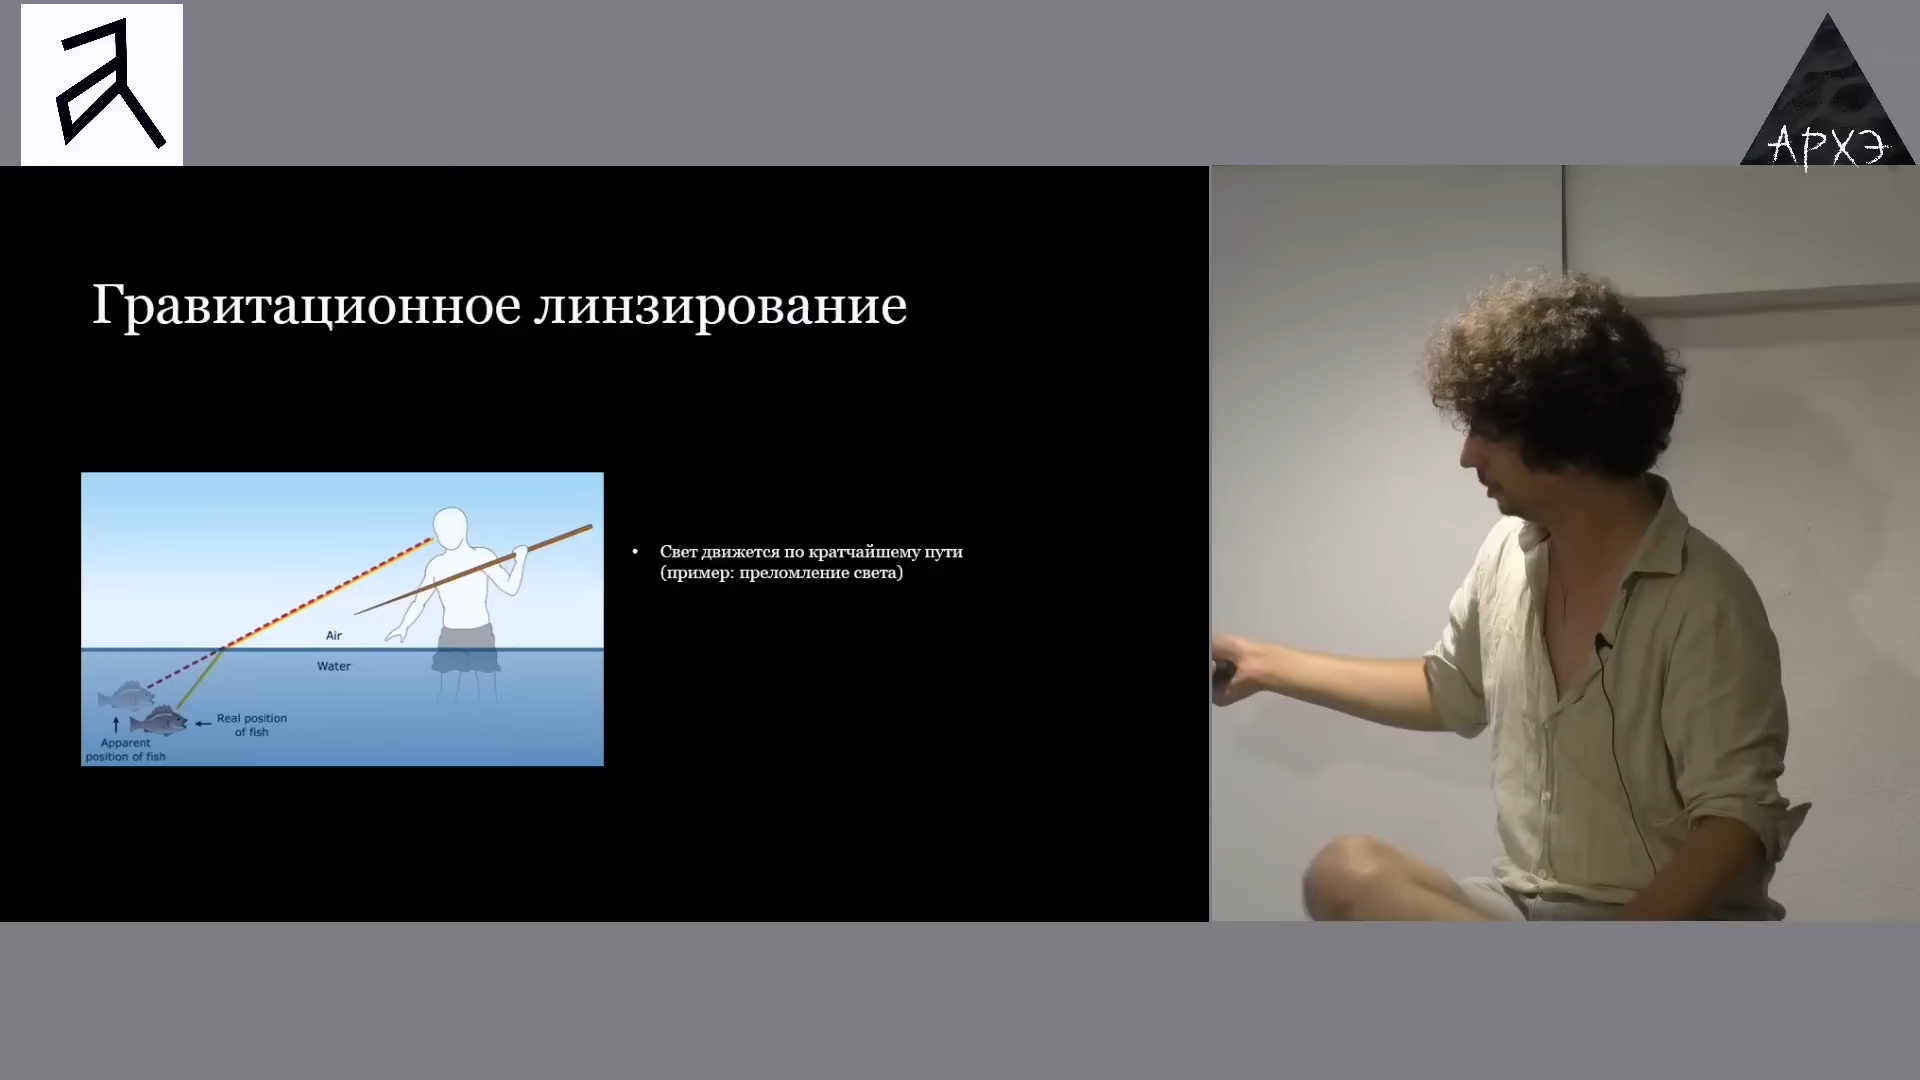 АРХЭ
Гравитационное линзирование
• Свет движется по кратчайшему пути
(пример: преломление света)
Air
Water
Real position
of fish
Apparent
position of fish